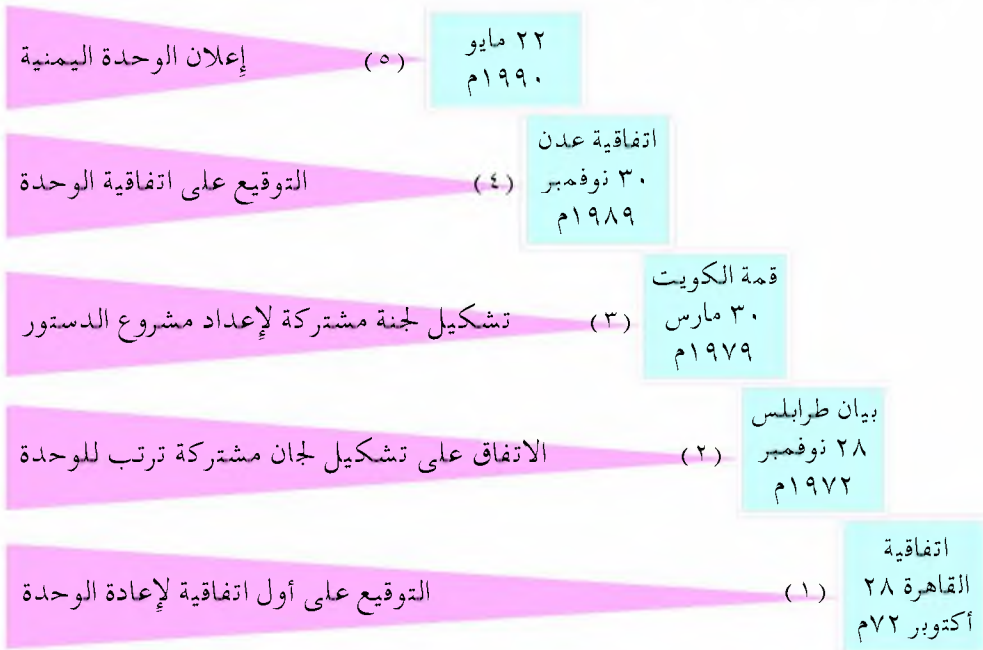 ٢٢ مايو
١٩٩٠م
(٥) إعلان الوحدة اليمنية
اتفاقية عدن
٣٠ نوفمبر
١٩٨٩م
(٤) التوقيع على اتفاقية الوحدة
قمة الكويت
٣٠ مارس
١٩٧٩م
(٣) تشكيل لجنة مشتركة لإعداد مشروع الدستور
بيان طرابلس
٢٨ نوفمبر
١٩٧٢م
(٢) الاتفاق على تشكيل لجان مشتركة ترتب للوحدة
اتفاقية
القاهرة ٢٨
أكتوبر ٧٢م
(١) التوقيع على أول اتفاقية لإعادة الوحدة